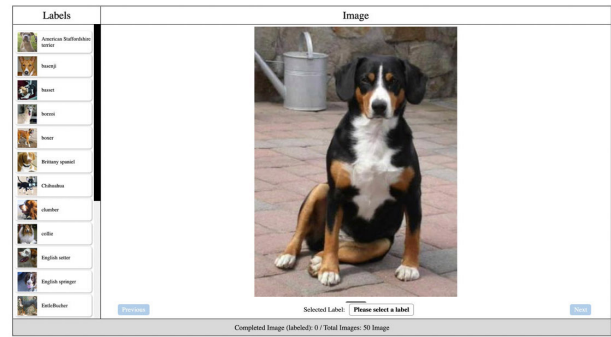 Labels
Image
American Staffordshire
terrier
basenji
basset
borzoi
boxer
Brittany spaniel
Chihuahua
clumber
collie
English setter
English springer
EntleBucher
Previous
Selected Label: Please select a label
Next
Completed Image (labeled): 0 / Total Images: 50 Image